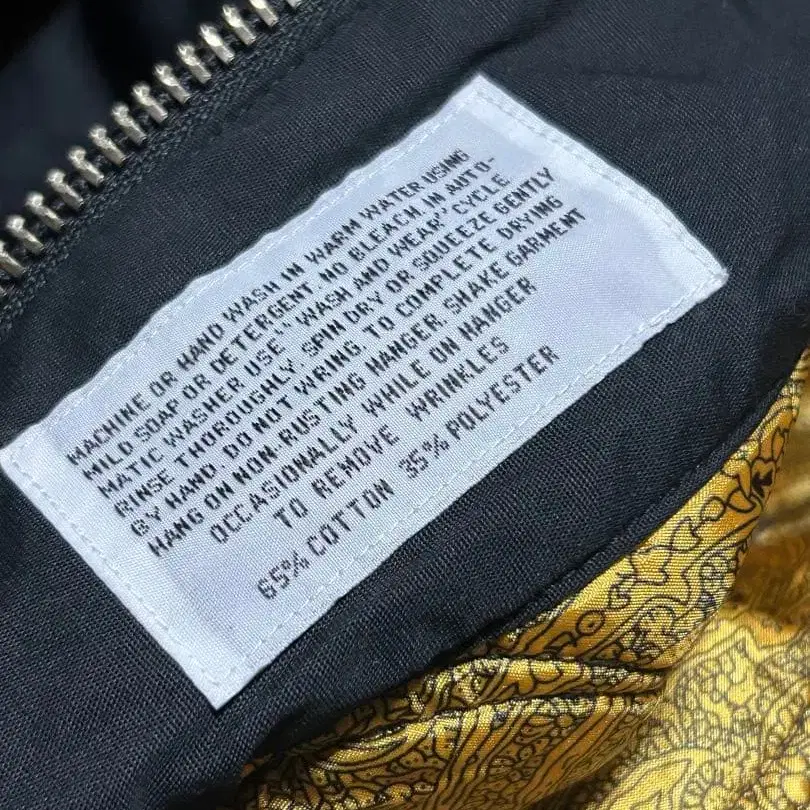 MACHINE OR HAND WASH IN WARM WATER USING
MILD SOAP OR DETERGENT. NO BLEACH. IN AUTO-
MATIC WASHER USE "WASH AND WEAR" CYCLE
RINSE THOROUGHLY. SPIN DRY OR SQUEEZE GENTLY
BY HAND. DO NOT WRING. TO COMPLETE DRYING
HANG ON NON-RUSTING HANGER. SHAKE GARMENT
OCCASIONALLY WHILE ON HANGER
TO REMOVE WRINKLES
65% COTTON 35% POLYESTER